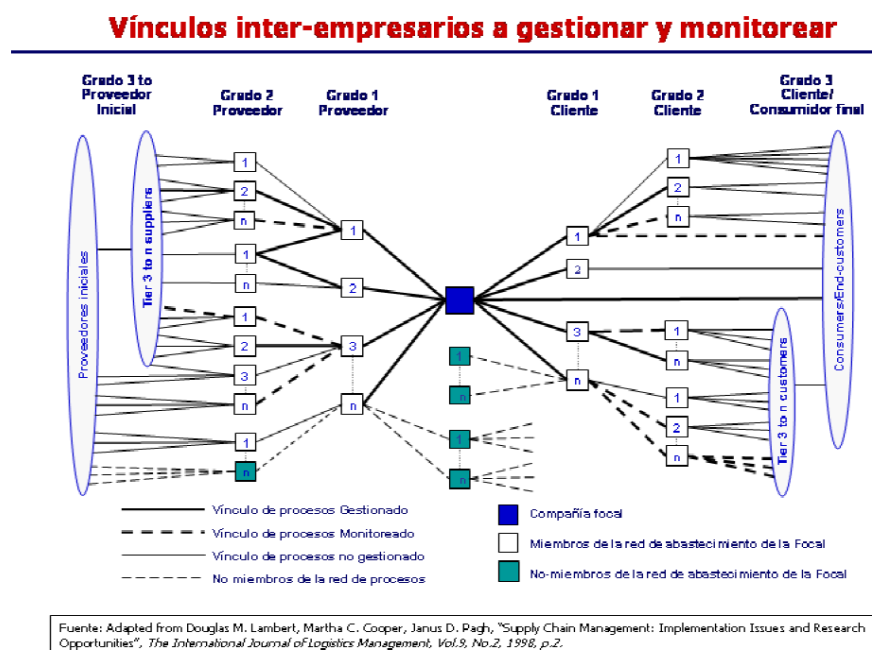 Vínculos inter-empresarios a gestionar y monitorear
Grado 3 to
Proveedor
Inicial
Grado 2
Proveedor
Grado 1
Proveedor
Grado 1
Cliente
Grado 2
Cliente
Grado 3
Cliente/
Consumidor final
Proveedores iniciales
Tier 3 to n suppliers
1
2
n
1
n
1
2
3
n
1
n
1
2
3
n
1
n
1
n
1
2
3
n
1
2
n
1
n
1
2
n
Tier 3 to n customers
Consumers/End-customers
Vínculo de procesos Gestionado
Vínculo de procesos Monitoreado
Vínculo de procesos no gestionado
No miembros de la red de procesos
Compañía focal
Miembros de la red de abastecimiento de la Focal
No-miembros de la red de abastecimiento de la Focal
Fuente: Adapted from Douglas M. Lambert, Martha C. Cooper, Janus D. Pagh, "Supply Chain Management: Implementation Issues and Research
Opportunities", The International Journal of Logistics Management, Vol.9, No.2, 1998, p.2.